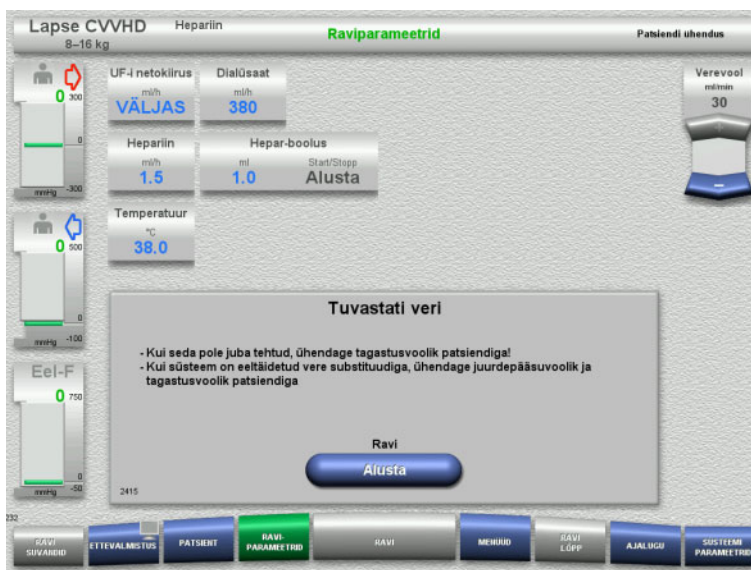 Lapse CVVHD Hepariin
8–16 kg
Raviparameetrid
Patsiendi ühendus
0 300
0
mmHg -300
UF-i netokiirus
ml/h
VÄLJAS
Dialüsaat
ml/h
380
Verevool
ml/min
30
Hepariin
ml/h
1.5
Hepar-boolus
ml
1.0
Start/Stopp
Alusta
Temperatuur
°C
38.0
0 500
0
mmHg -100
Eel-F
0 750
0
mmHg -50
Tuvastati veri
- Kui seda pole juba tehtud, ühendage tagastusvoolik patsiendiga!
- Kui süsteem on eeltäidetud vere substituudiga, ühendage juurdepääsuvoolik ja
tagastusvoolik patsiendiga
Ravi
Alusta
2415
232
RAVI
SUVANDID
ETTEVALMISTUS
PATSIENT
RAVI-
PARAMEETRID
RAVI
MENÜÜD
RAVI
LÕPP
AJALUGU
SÜSTEEMI
PARAMEETRID